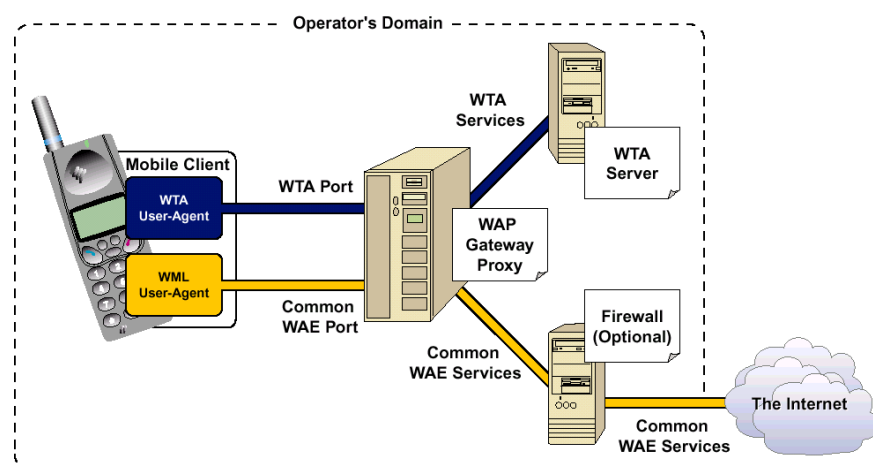 Operator's Domain
WTA
Services
WTA
Server
Mobile Client
WTA
User-Agent
WTA Port
WAP
Gateway
Proxy
WML
User-Agent
Common
WAE Port
Firewall
(Optional)
Common
WAE Services
The Internet
Common
WAE Services